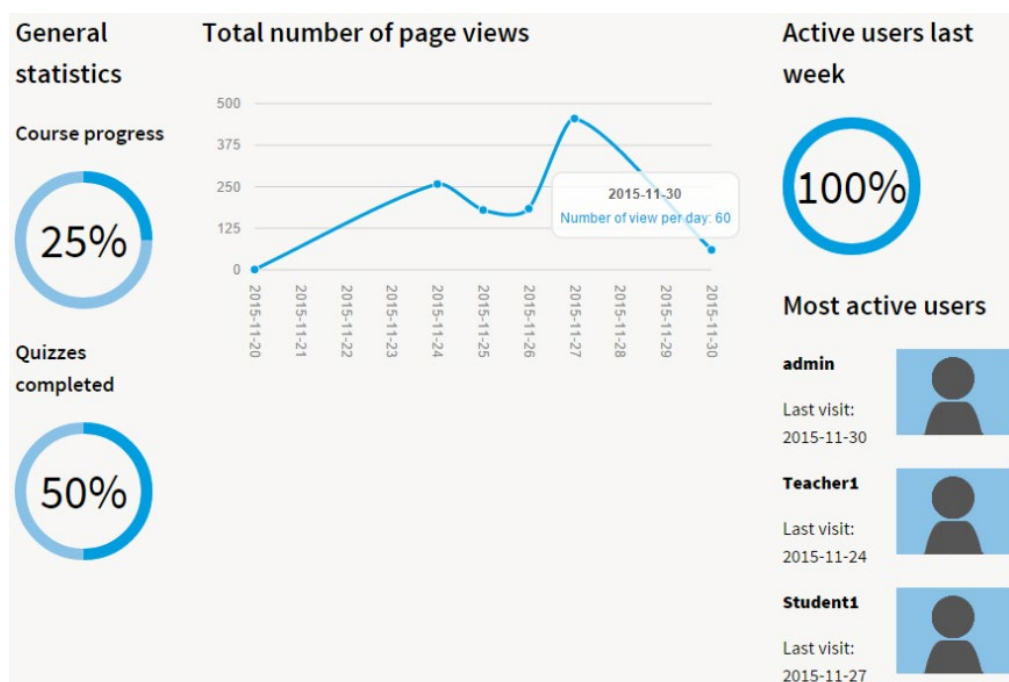 General
statistics
Course progress
25%
Quizzes
completed
50%
Total number of page views
500
375
250
125
0
2015-11-30
Number of view per day: 60
2015-11-20
2015-11-21
2015-11-22
2015-11-23
2015-11-24
2015-11-25
2015-11-26
2015-11-27
2015-11-28
2015-11-29
2015-11-30
Active users last
week
100%
Most active users
admin
Last visit:
2015-11-30
Teacher1
Last visit:
2015-11-24
Student1
Last visit:
2015-11-27